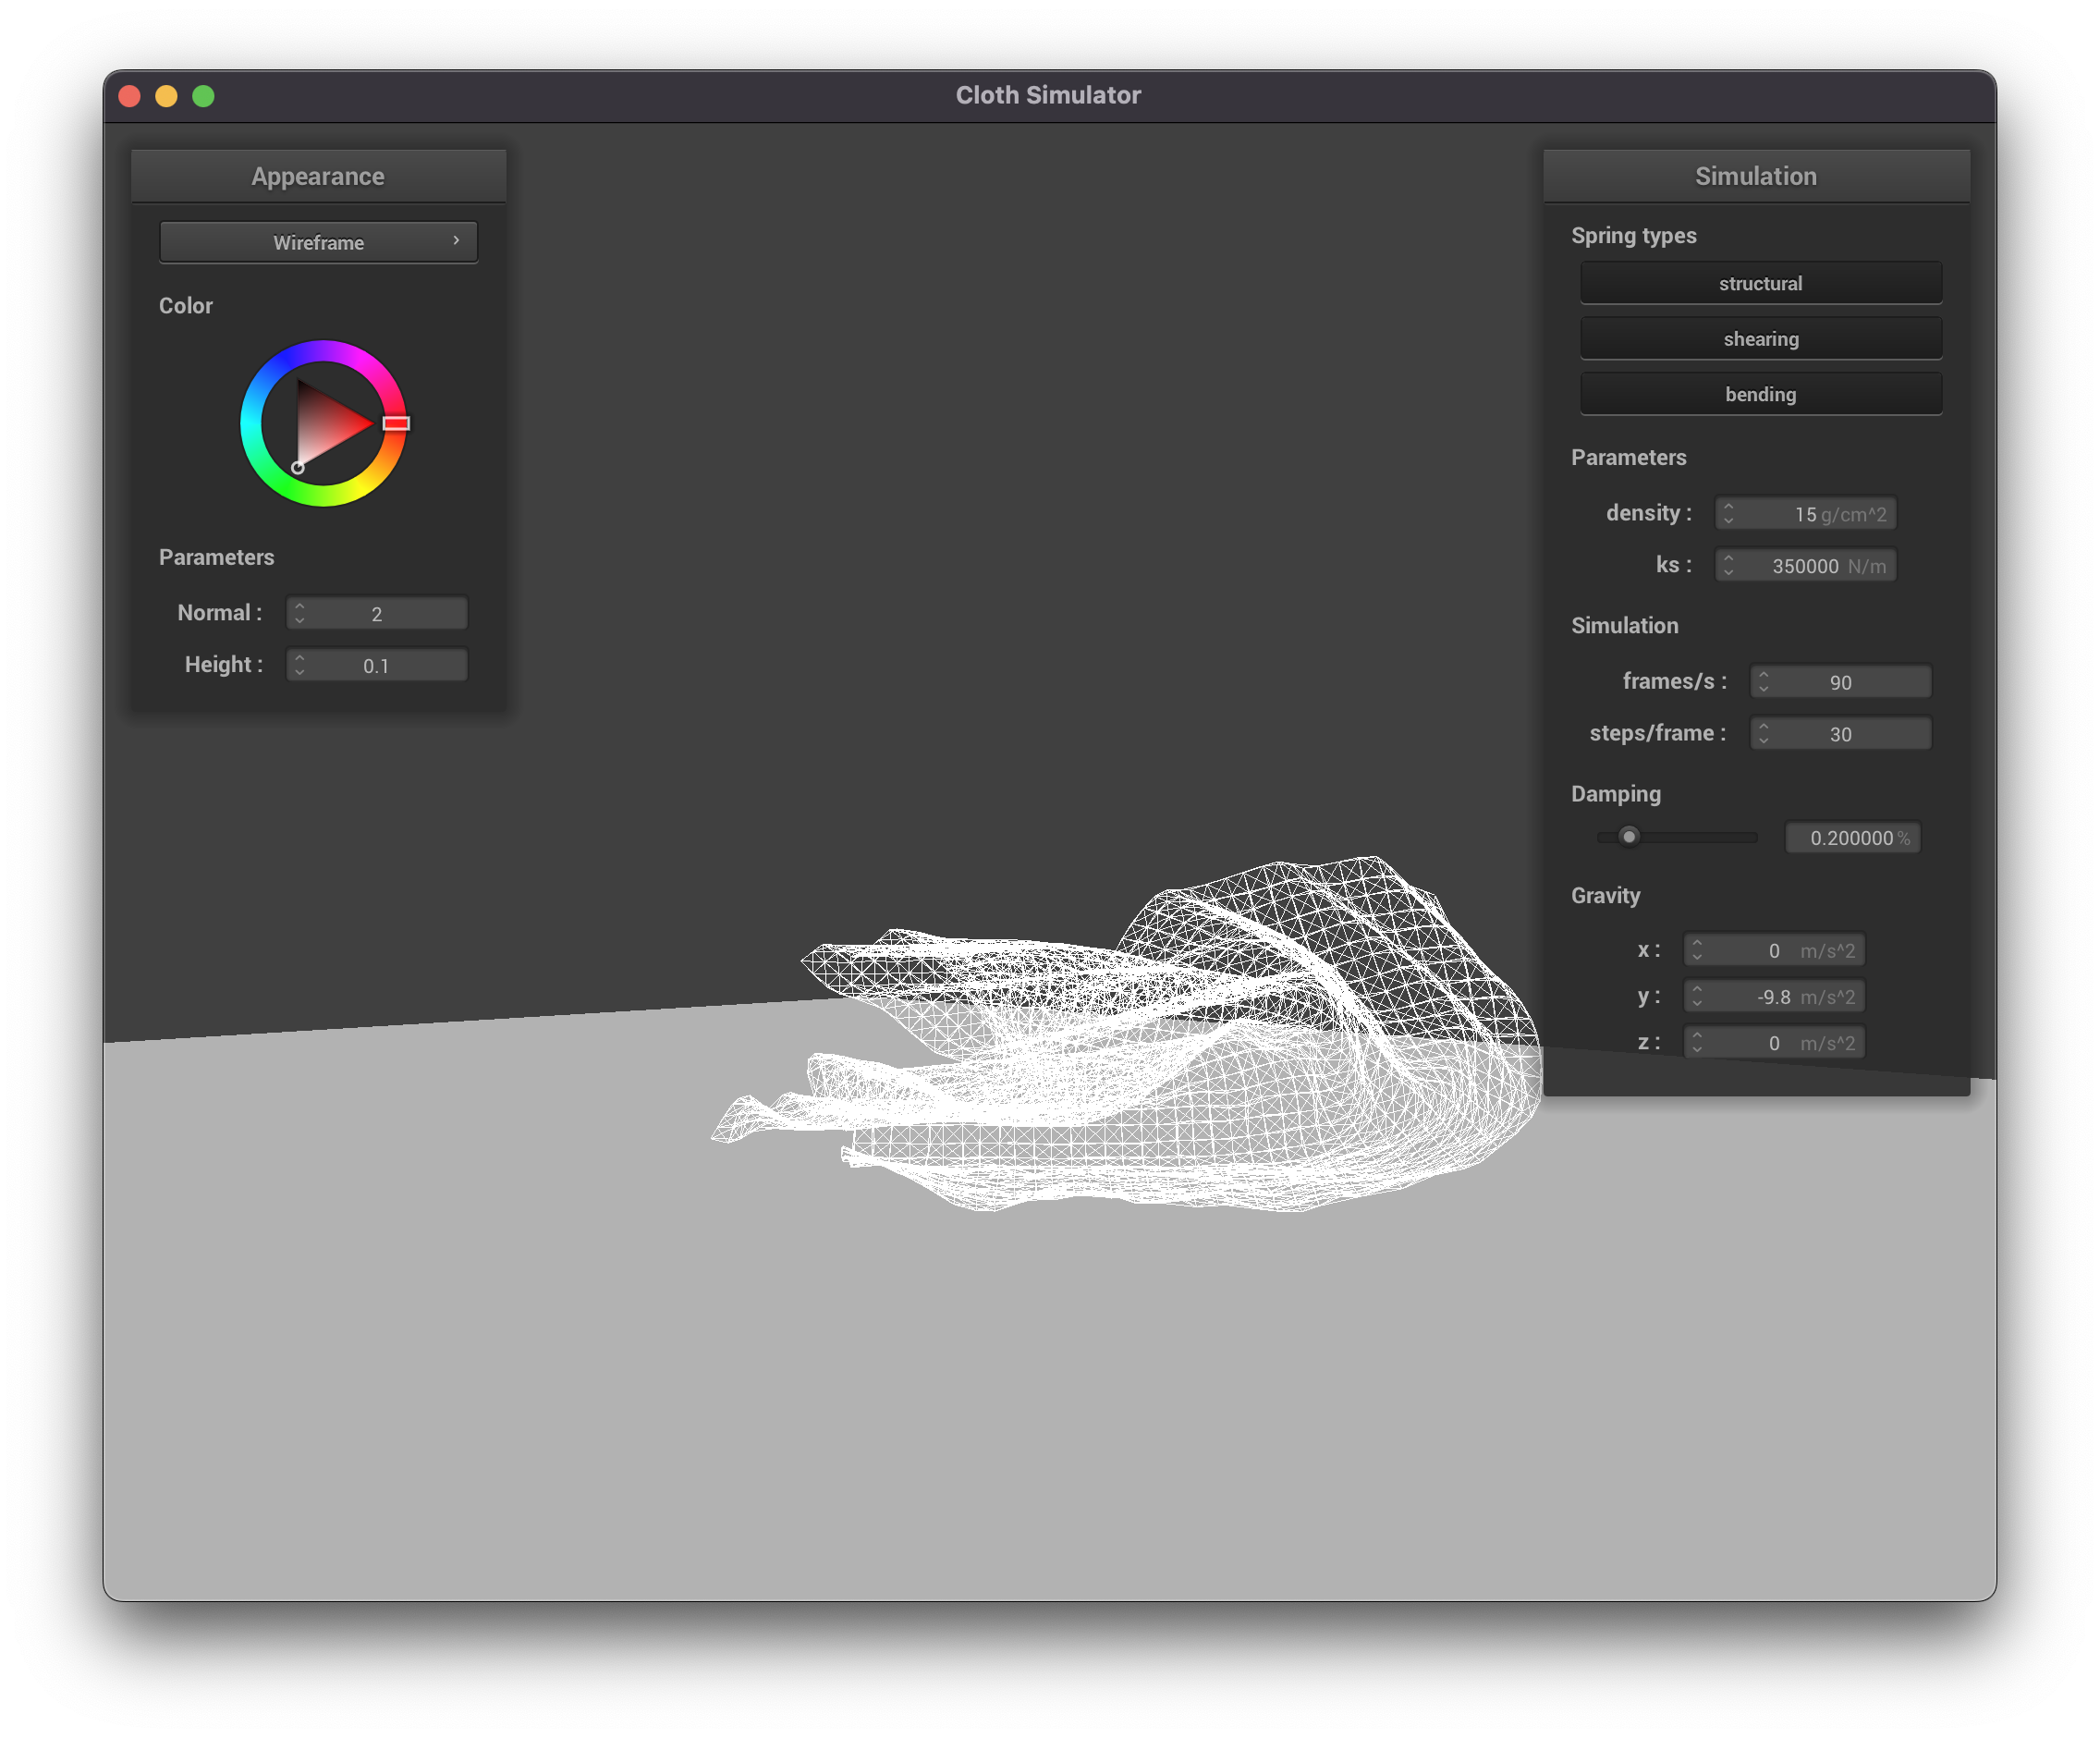 Cloth Simulator
Appearance
Wireframe
Color
Parameters
Normal : 2
Height : 0.1
Simulation
Spring types
structural
shearing
bending
Parameters
density : 15 g/cm^2
ks : 350000 N/m
Simulation
frames/s : 90
steps/frame : 30
Damping
0.200000 %
Gravity
x : 0 m/s^2
y : -9.8 m/s^2
z : 0 m/s^2